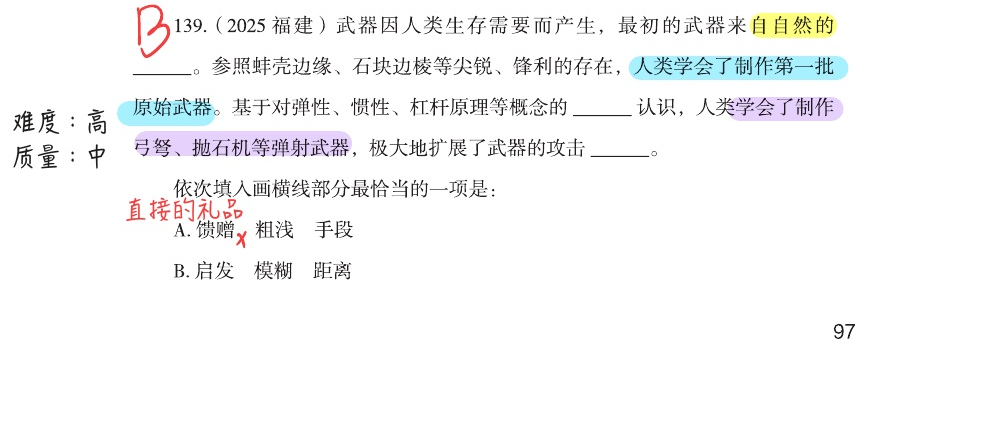 B 139.（2025 福建）武器因人类生存需要而产生，最初的武器来自自然的
______。参照蚌壳边缘、石块边棱等尖锐、锋利的存在，人类学会了制作第一批
难度：高
原始武器。基于对弹性、惯性、杠杆原理等概念的 ______ 认识，人类学会了制作
质量：中
弓弩、抛石机等弹射武器，极大地扩展了武器的攻击 ______。
依次填入画横线部分最恰当的一项是：
直接的礼品
A. 馈赠 x 粗浅 手段
B. 启发 模糊 距离
97